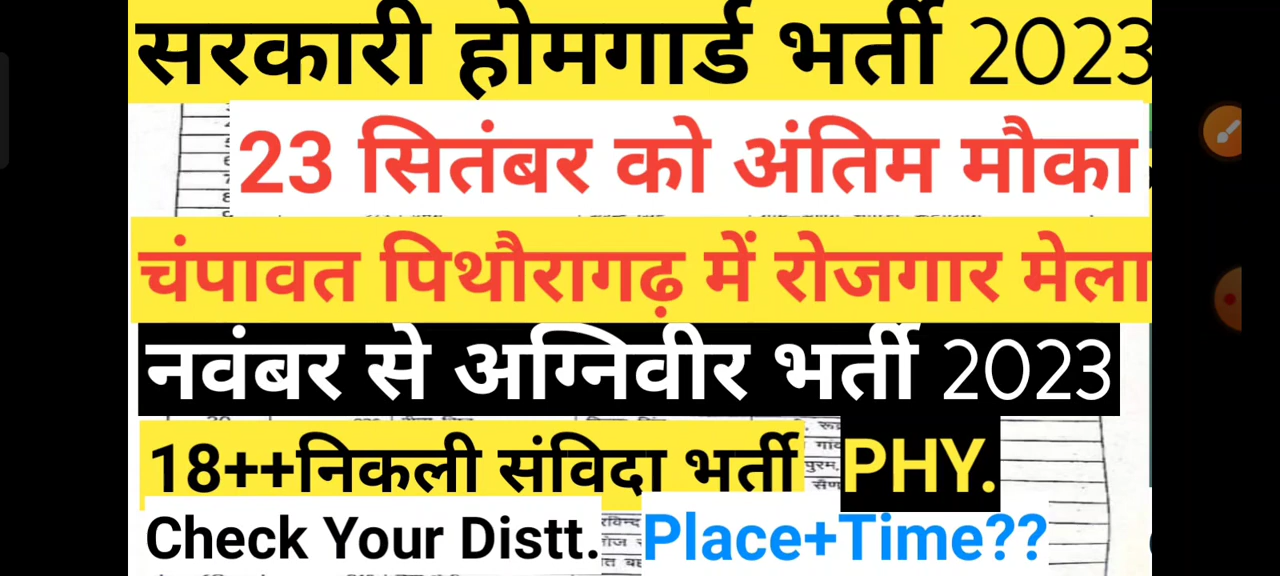 सरकारी होमगार्ड भर्ती 2023
23 सितंबर को अंतिम मौका
चंपावत पिथौरागढ़ में रोजगार मेला
नवंबर से अग्निवीर भर्ती 2023
18++निकली संविदा भर्ती PHY.
Check Your Distt. Place+Time??